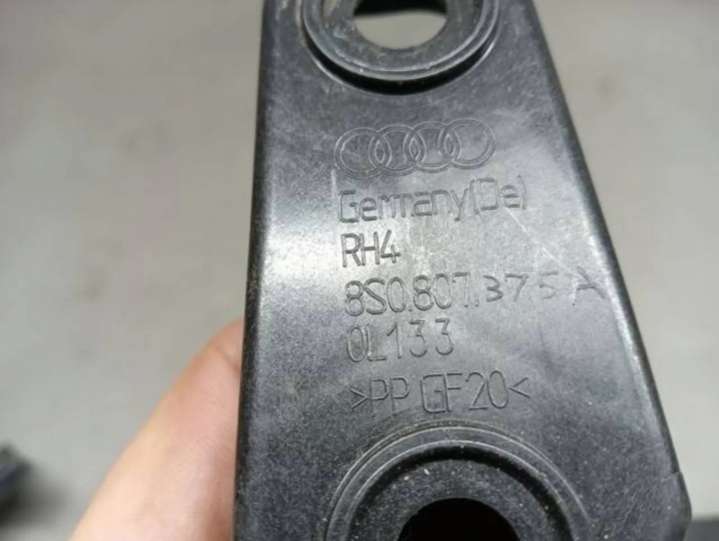 Germany(De)
RH4
8S0.807.375 A
0L133
>PP GF20<